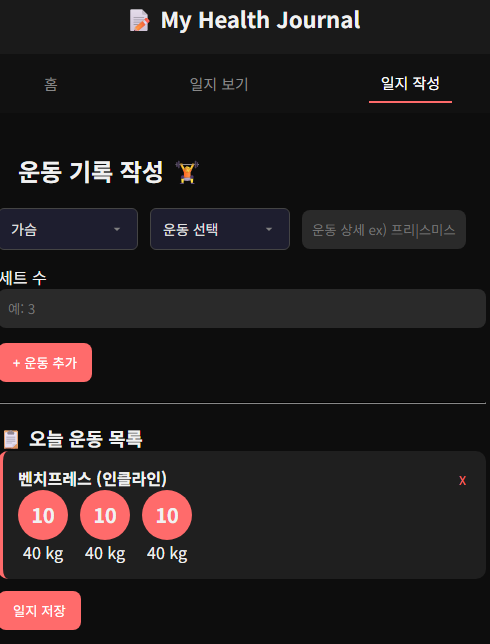 My Health Journal
홈 일지 보기 일지 작성
운동 기록 작성
가슴 운동 선택 운동 상세 ex) 프리|스미스
세트 수
예: 3
+ 운동 추가
오늘 운동 목록
벤치프레스 (인클라인) X
10 10 10
40 kg 40 kg 40 kg
일지 저장